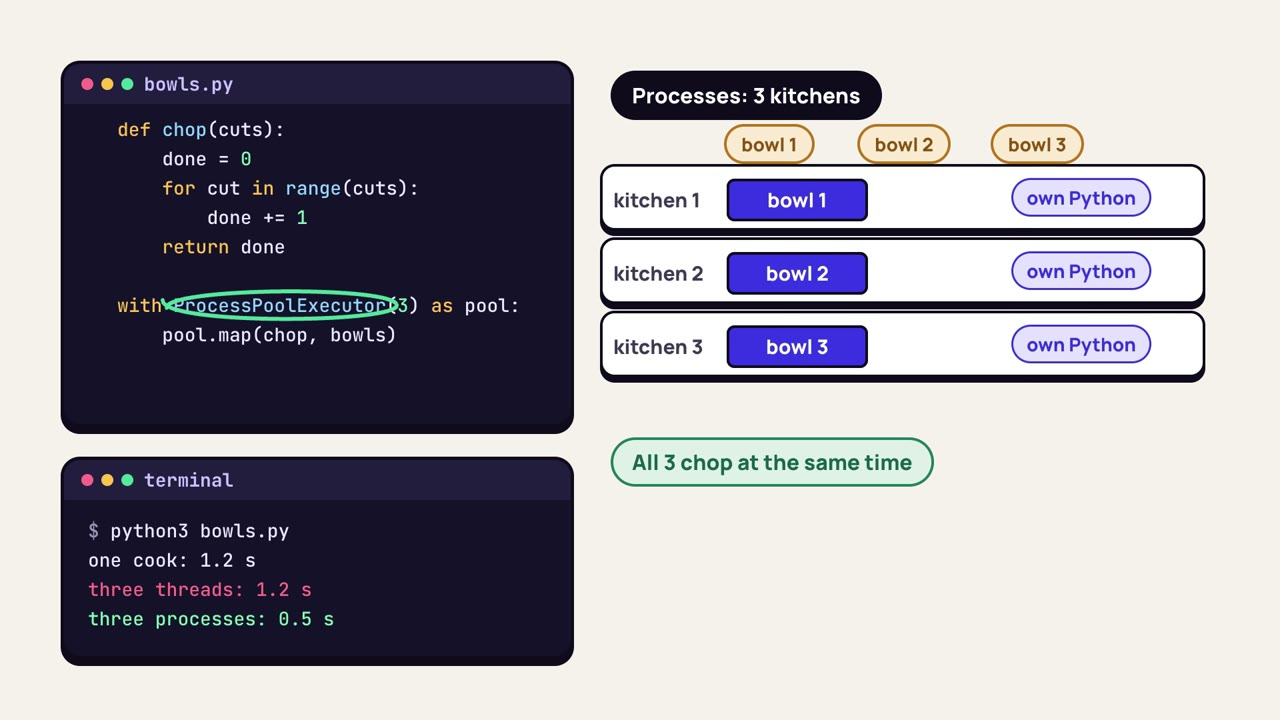 bowls.py
def chop(cuts):
    done = 0
    for cut in range(cuts):
        done += 1
    return done
with ProcessPoolExecutor(3) as pool:
    pool.map(chop, bowls)
terminal
$ python3 bowls.py
one cook: 1.2 s
three threads: 1.2 s
three processes: 0.5 s
Processes: 3 kitchens
bowl 1 bowl 2 bowl 3
kitchen 1 bowl 1 own Python
kitchen 2 bowl 2 own Python
kitchen 3 bowl 3 own Python
All 3 chop at the same time